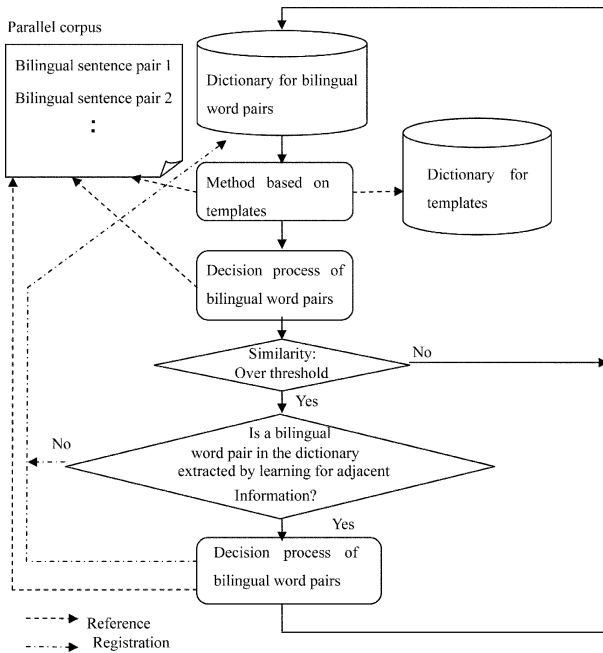 Parallel corpus
Bilingual sentence pair 1
Bilingual sentence pair 2
:
Dictionary for bilingual
word pairs
Method based on
templates
Dictionary for
templates
Decision process of
bilingual word pairs
Similarity:
Over threshold
No
Yes
Is a bilingual
word pair in the dictionary
extracted by learning for adjacent
Information?
No
Yes
Decision process of
bilingual word pairs
Reference
Registration